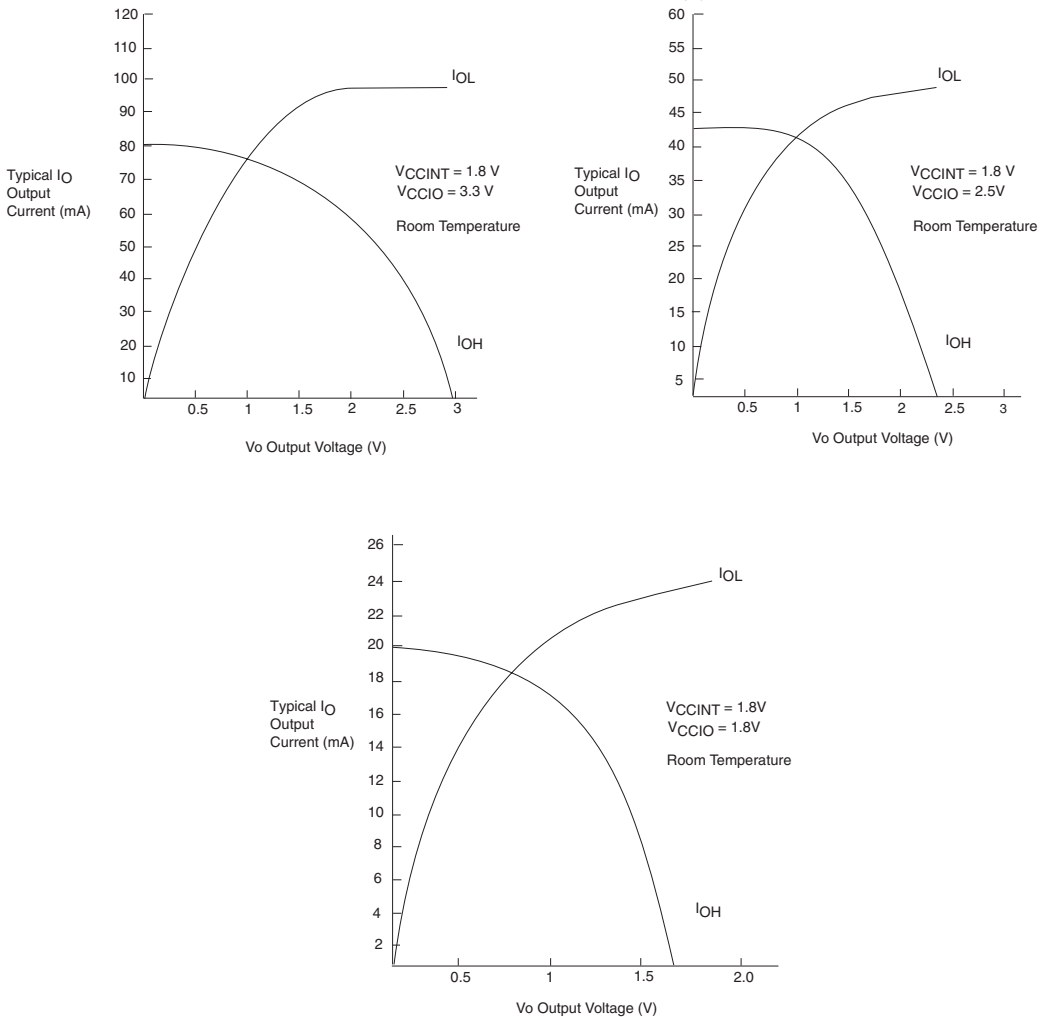 120
110
100
90
80
70
60
50
40
30
20
10
IOL
Typical IO
Output
Current (mA)
VCCINT = 1.8 V
VCCIO = 3.3 V
Room Temperature
IOH
0.5 1 1.5 2 2.5 3
Vo Output Voltage (V)
60
55
50
45
40
35
30
25
20
15
10
5
IOL
Typical IO
Output
Current (mA)
VCCINT = 1.8 V
VCCIO = 2.5V
Room Temperature
IOH
0.5 1 1.5 2 2.5 3
Vo Output Voltage (V)
26
24
22
20
18
16
14
12
10
8
6
4
2
IOL
Typical IO
Output
Current (mA)
VCCINT = 1.8V
VCCIO = 1.8V
Room Temperature
IOH
0.5 1 1.5 2.0
Vo Output Voltage (V)